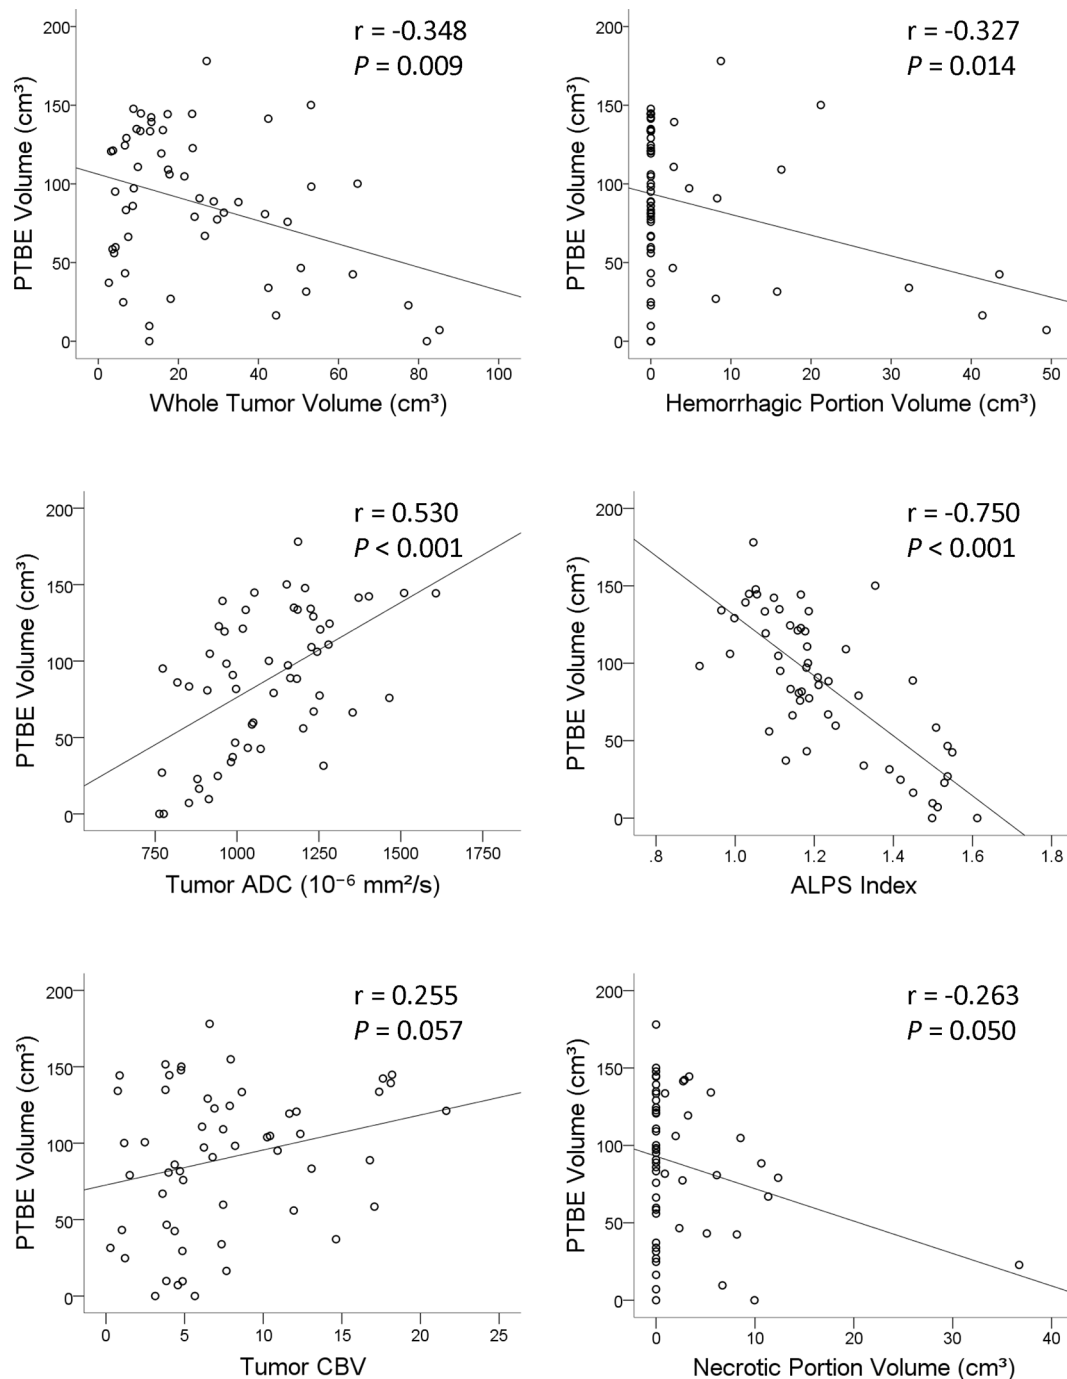 r = -0.348
P = 0.009
200
150
100
50
0
PTBE Volume (cm³)
0 20 40 60 80 100
Whole Tumor Volume (cm³)
r = -0.327
P = 0.014
200
150
100
50
0
PTBE Volume (cm³)
0 10 20 30 40 50
Hemorrhagic Portion Volume (cm³)
r = 0.530
P < 0.001
200
150
100
50
0
PTBE Volume (cm³)
750 1000 1250 1500 1750
Tumor ADC (10⁻⁶ mm²/s)
r = -0.750
P < 0.001
200
150
100
50
0
PTBE Volume (cm³)
.8 1.0 1.2 1.4 1.6 1.8
ALPS Index
r = 0.255
P = 0.057
200
150
100
50
0
PTBE Volume (cm³)
0 5 10 15 20 25
Tumor CBV
r = -0.263
P = 0.050
200
150
100
50
0
PTBE Volume (cm³)
0 10 20 30 40
Necrotic Portion Volume (cm³)